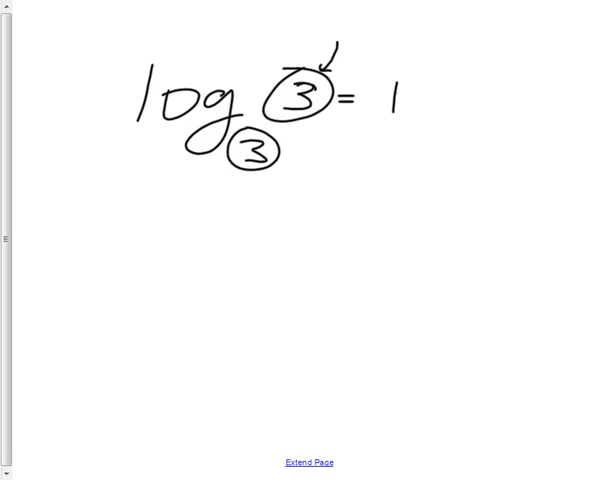 log₃ 3 = 1
Extend Page